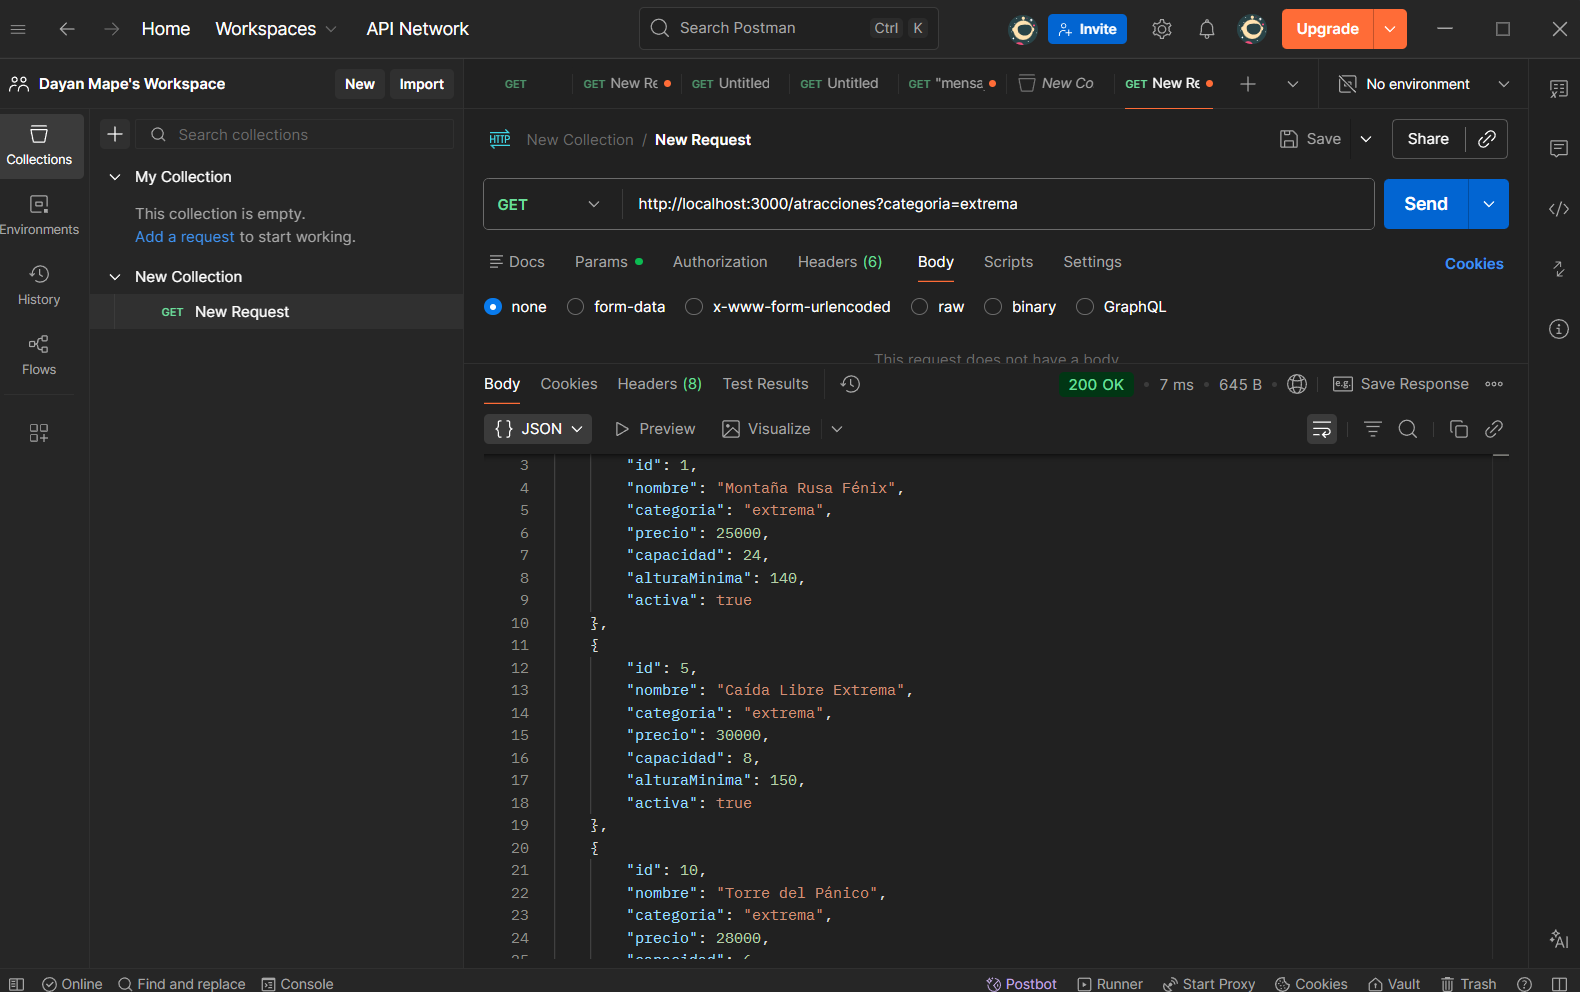 Home Workspaces API Network Search Postman Ctrl K Invite Upgrade
Dayan Mape's Workspace New Import GET GET New Re GET Untitled GET Untitled GET "mensa New Co GET New Re No environment
Collections
Environments
History
Flows
Search collections
My Collection
This collection is empty.
Add a request to start working.
New Collection
GET New Request
HTTP New Collection / New Request Save Share
GET http://localhost:3000/atracciones?categoria=extrema Send
Docs Params Authorization Headers (6) Body Scripts Settings Cookies
none form-data x-www-form-urlencoded raw binary GraphQL
This request does not have a body
Body Cookies Headers (8) Test Results 200 OK • 7 ms • 645 B • e.g. Save Response
{} JSON Preview Visualize
3 "id": 1,
4 "nombre": "Montaña Rusa Fénix",
5 "categoria": "extrema",
6 "precio": 25000,
7 "capacidad": 24,
8 "alturaMinima": 140,
9 "activa": true
10 },
11 {
12 "id": 5,
13 "nombre": "Caída Libre Extrema",
14 "categoria": "extrema",
15 "precio": 30000,
16 "capacidad": 8,
17 "alturaMinima": 150,
18 "activa": true
19 },
20 {
21 "id": 10,
22 "nombre": "Torre del Pánico",
23 "categoria": "extrema",
24 "precio": 28000,
AI
Online Find and replace Console Postbot Runner Start Proxy Cookies Vault Trash